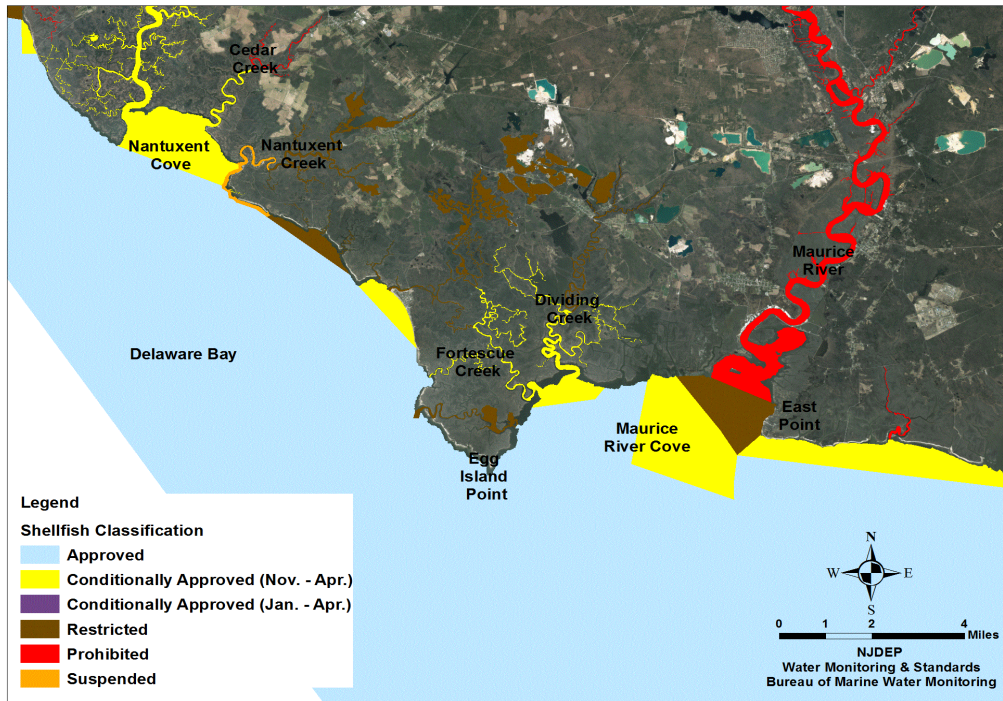 Cedar
Creek
Nantuxent
Cove
Nantuxent
Creek
Maurice
River
Dividing
Creek
Delaware Bay
Fortescue
Creek
East
Point
Maurice
River Cove
Egg
Island
Point
Legend
Shellfish Classification
Approved
Conditionally Approved (Nov. - Apr.)
Conditionally Approved (Jan. - Apr.)
Restricted
Prohibited
Suspended
N
W
E
S
0 1 2 4
Miles
NJDEP
Water Monitoring & Standards
Bureau of Marine Water Monitoring